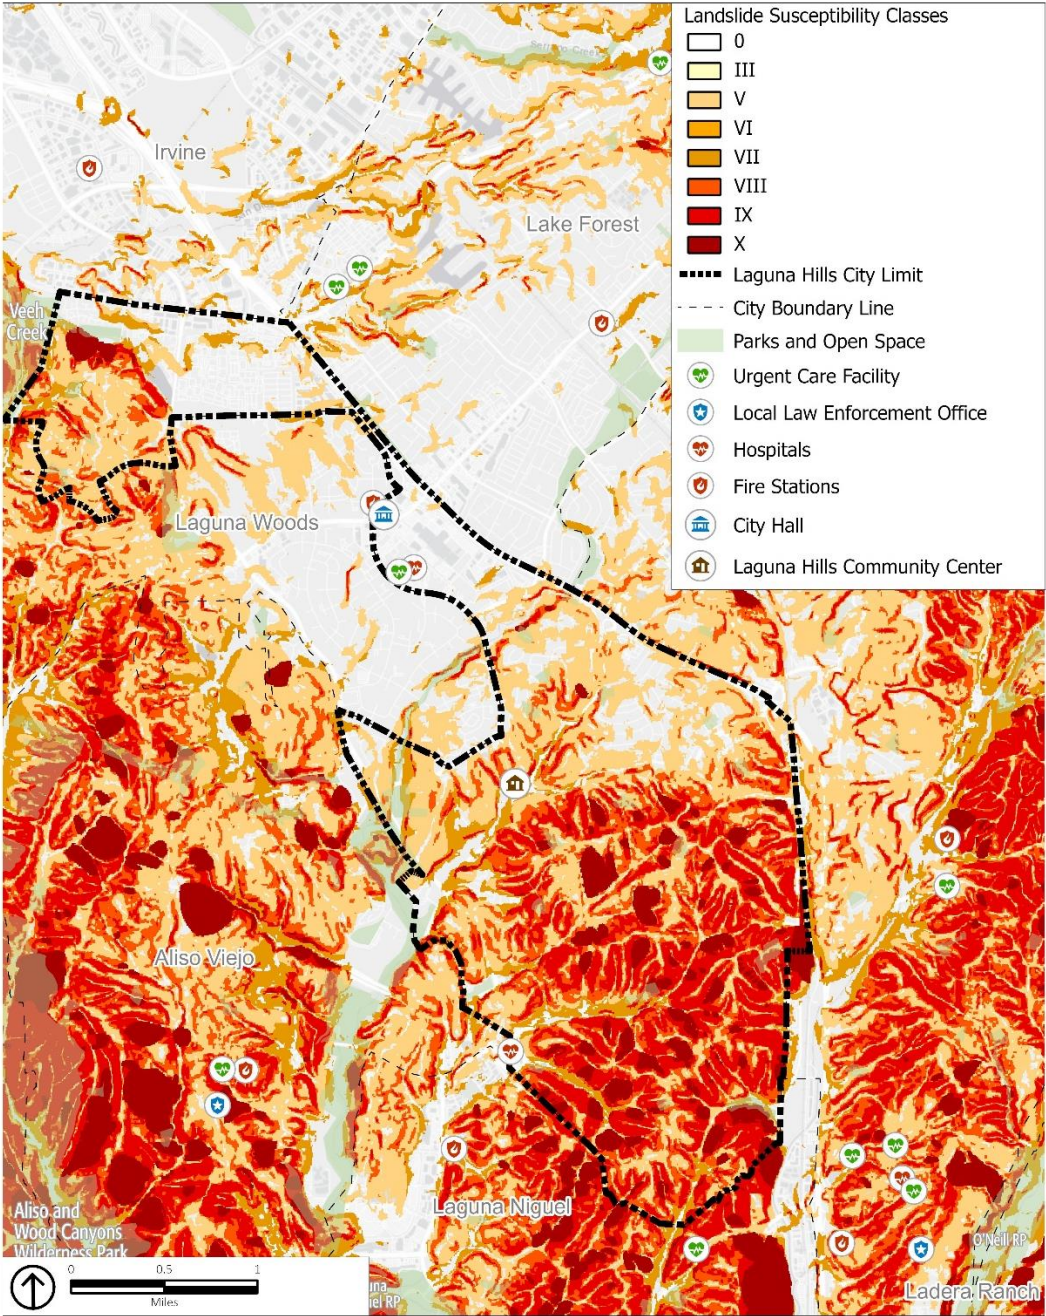 Landslide Susceptibility Classes
0
III
V
VI
VII
VIII
IX
X
Laguna Hills City Limit
City Boundary Line
Parks and Open Space
Urgent Care Facility
Local Law Enforcement Office
Hospitals
Fire Stations
City Hall
Laguna Hills Community Center
Serrano Creek
Irvine
Lake Forest
Veeh
Creek
Laguna Woods
Aliso Viejo
Laguna Niguel
Aliso and
Wood Canyons
Wilderness Park
O'Neill RP
Ladera Ranch
0 0.5 1
Miles